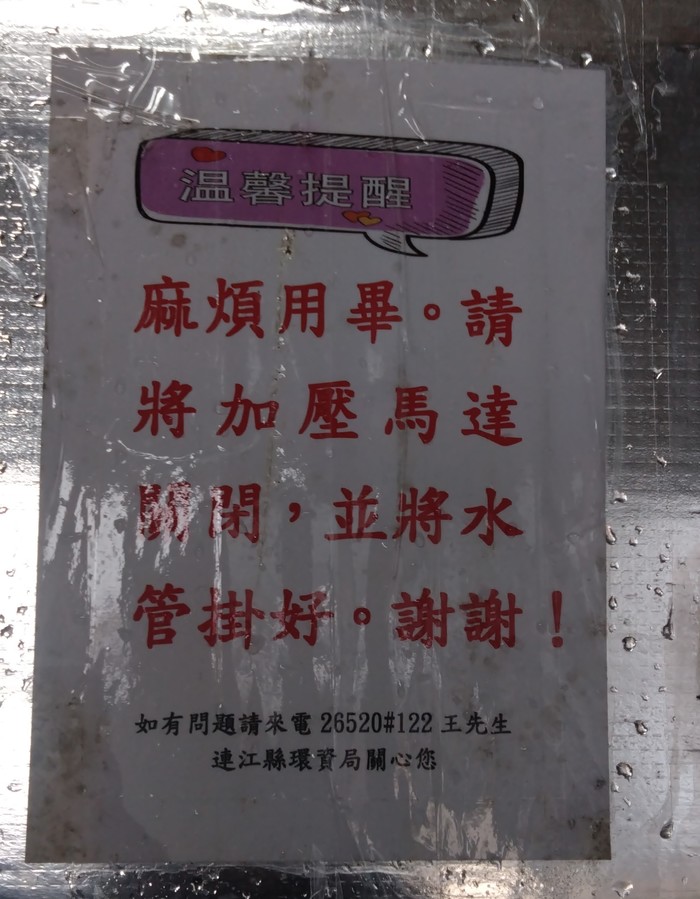 溫馨提醒
麻煩用畢。請
將加壓馬達
關閉，並將水
管掛好。謝謝！
如有問題請來電 26520#122 王先生
連江縣環資局關心您